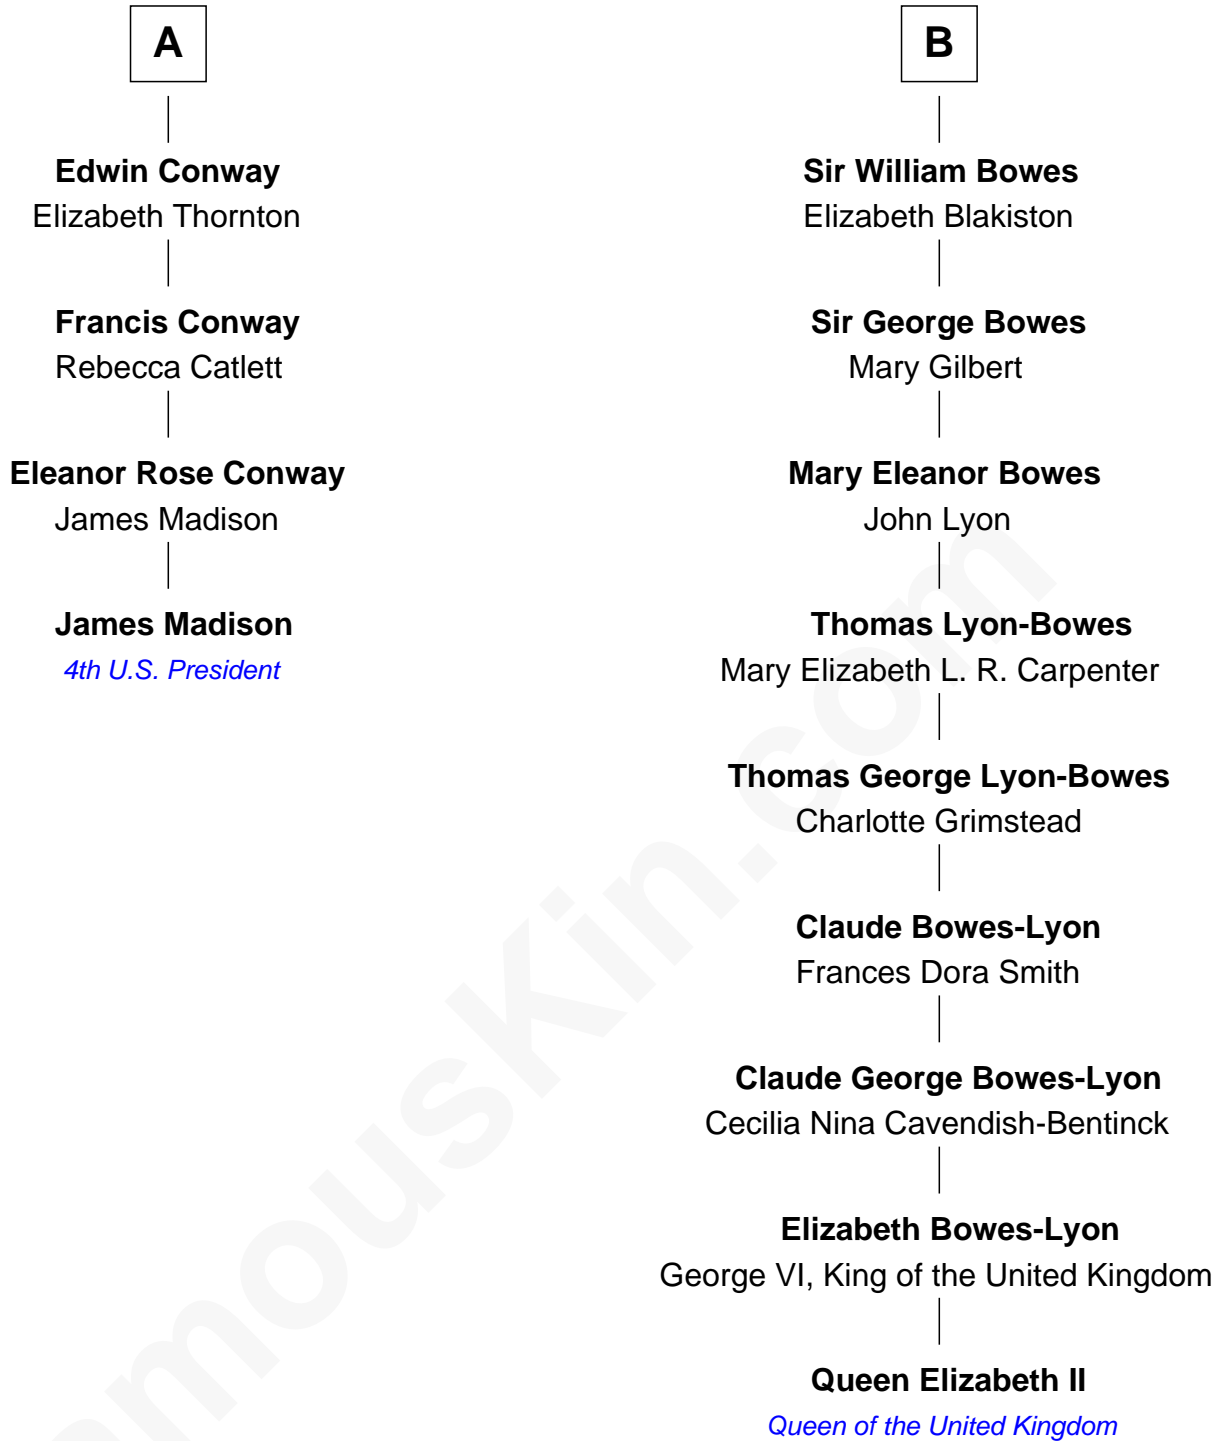 A
Edwin Conway
Elizabeth Thornton
Francis Conway
Rebecca Catlett
Eleanor Rose Conway
James Madison
James Madison
4th U.S. President
B
Sir William Bowes
Elizabeth Blakiston
Sir George Bowes
Mary Gilbert
Mary Eleanor Bowes
John Lyon
Thomas Lyon-Bowes
Mary Elizabeth L. R. Carpenter
Thomas George Lyon-Bowes
Charlotte Grimstead
Claude Bowes-Lyon
Frances Dora Smith
Claude George Bowes-Lyon
Cecilia Nina Cavendish-Bentinck
Elizabeth Bowes-Lyon
George VI, King of the United Kingdom
Queen Elizabeth II
Queen of the United Kingdom
amousKin.com